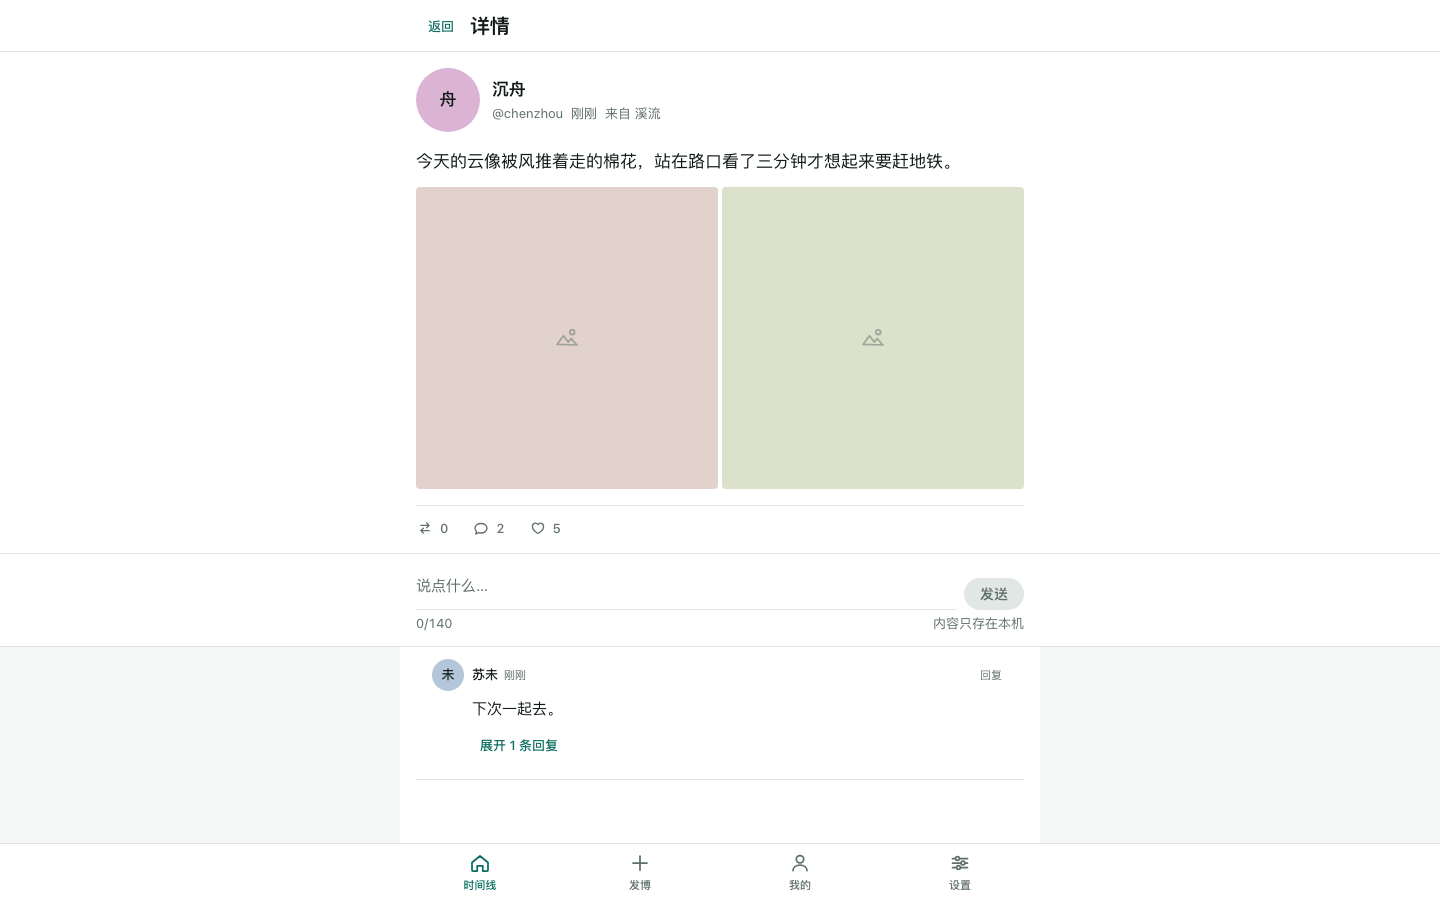 返回 详情
舟
沉舟
@chenzhou 刚刚 来自 溪流
今天的云像被风推着走的棉花，站在路口看了三分钟才想起来要赶地铁。
0 2 5
说点什么...
发送
0/140 内容只存在本机
未 苏未 刚刚 回复
下次一起去。
展开 1 条回复
时间线 发博 我的 设置